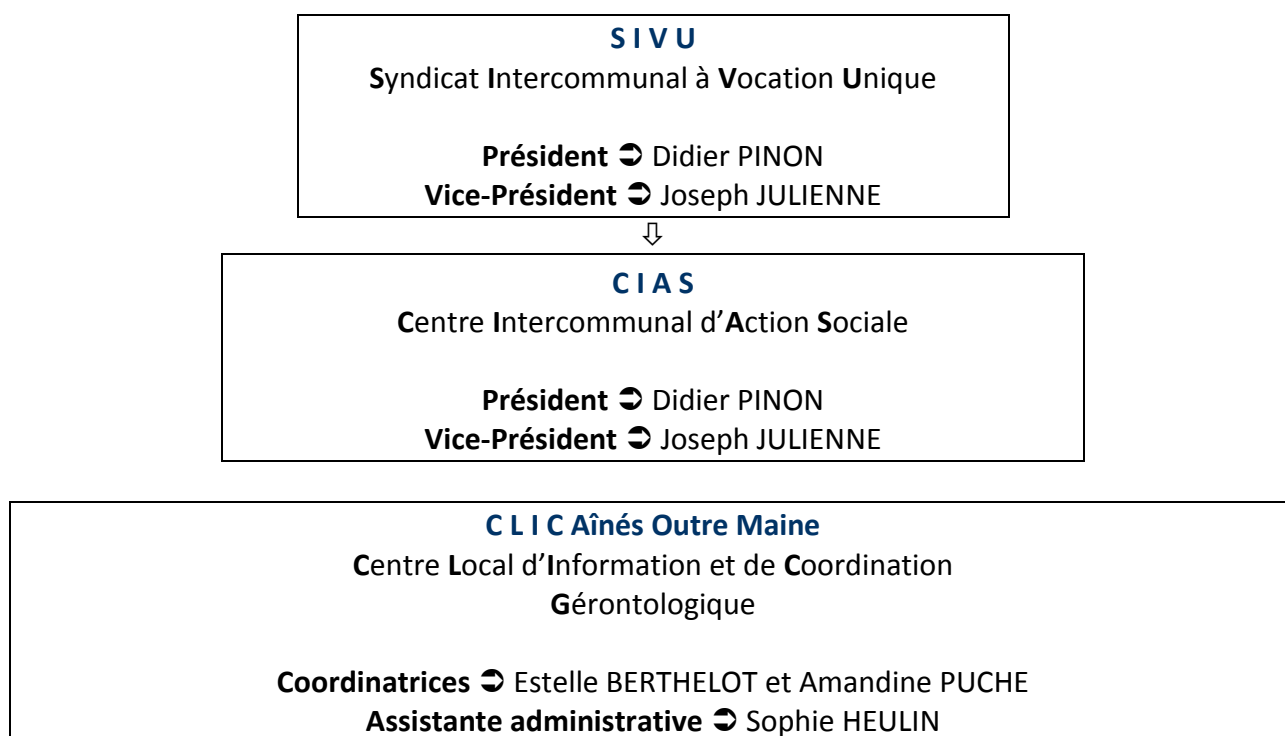 S I V U
Syndicat Intercommunal à Vocation Unique
Président ➲ Didier PINON
Vice-Président ➲ Joseph JULIENNE
⇩
C I A S
Centre Intercommunal d’Action Sociale
Président ➲ Didier PINON
Vice-Président ➲ Joseph JULIENNE
C L I C Aînés Outre Maine
Centre Local d’Information et de Coordination
Gérontologique
Coordinatrices ➲ Estelle BERTHELOT et Amandine PUCHE
Assistante administrative ➲ Sophie HEULIN